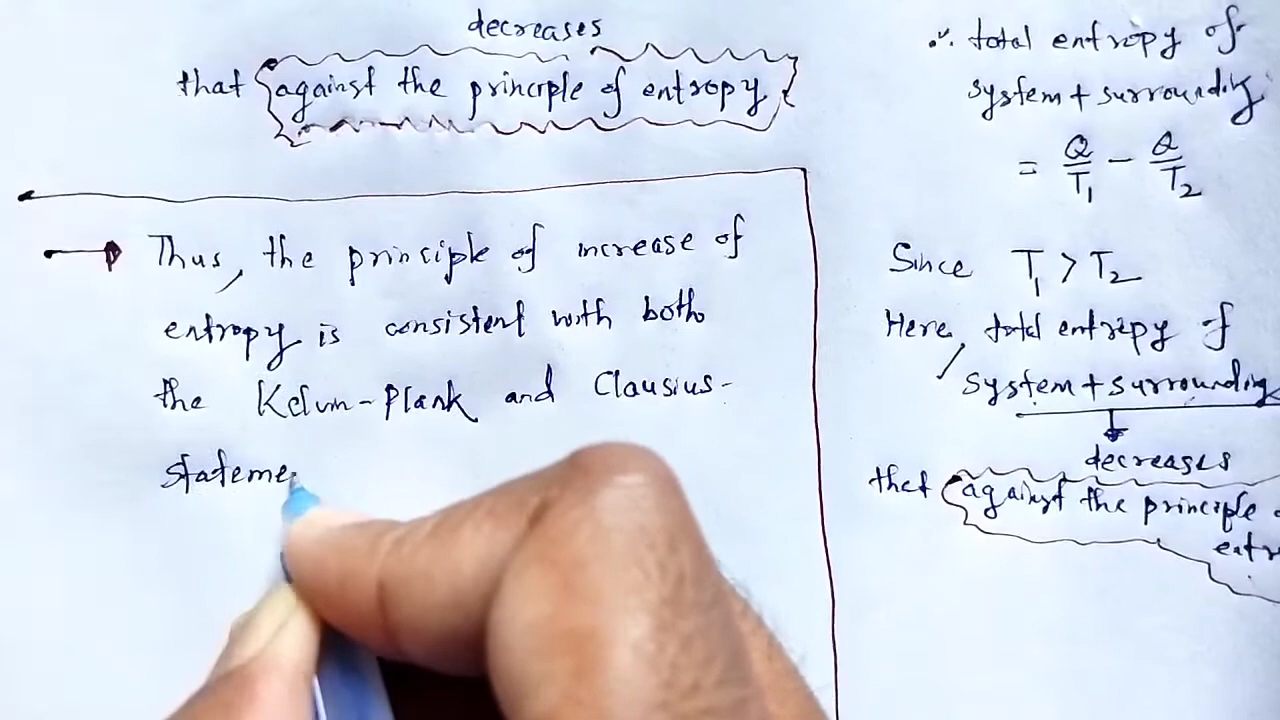 decreases
that against the principle of entropy
Thus, the principle of increase of
entropy is consistent with both
the Kelvin-Plank and Clausius-
stateme
∴ total entropy of
system + surrounding
= Q/T1 - Q/T2
Since T1 > T2
Here, total entropy of
system + surrounding
decreases
that against the principle
entr